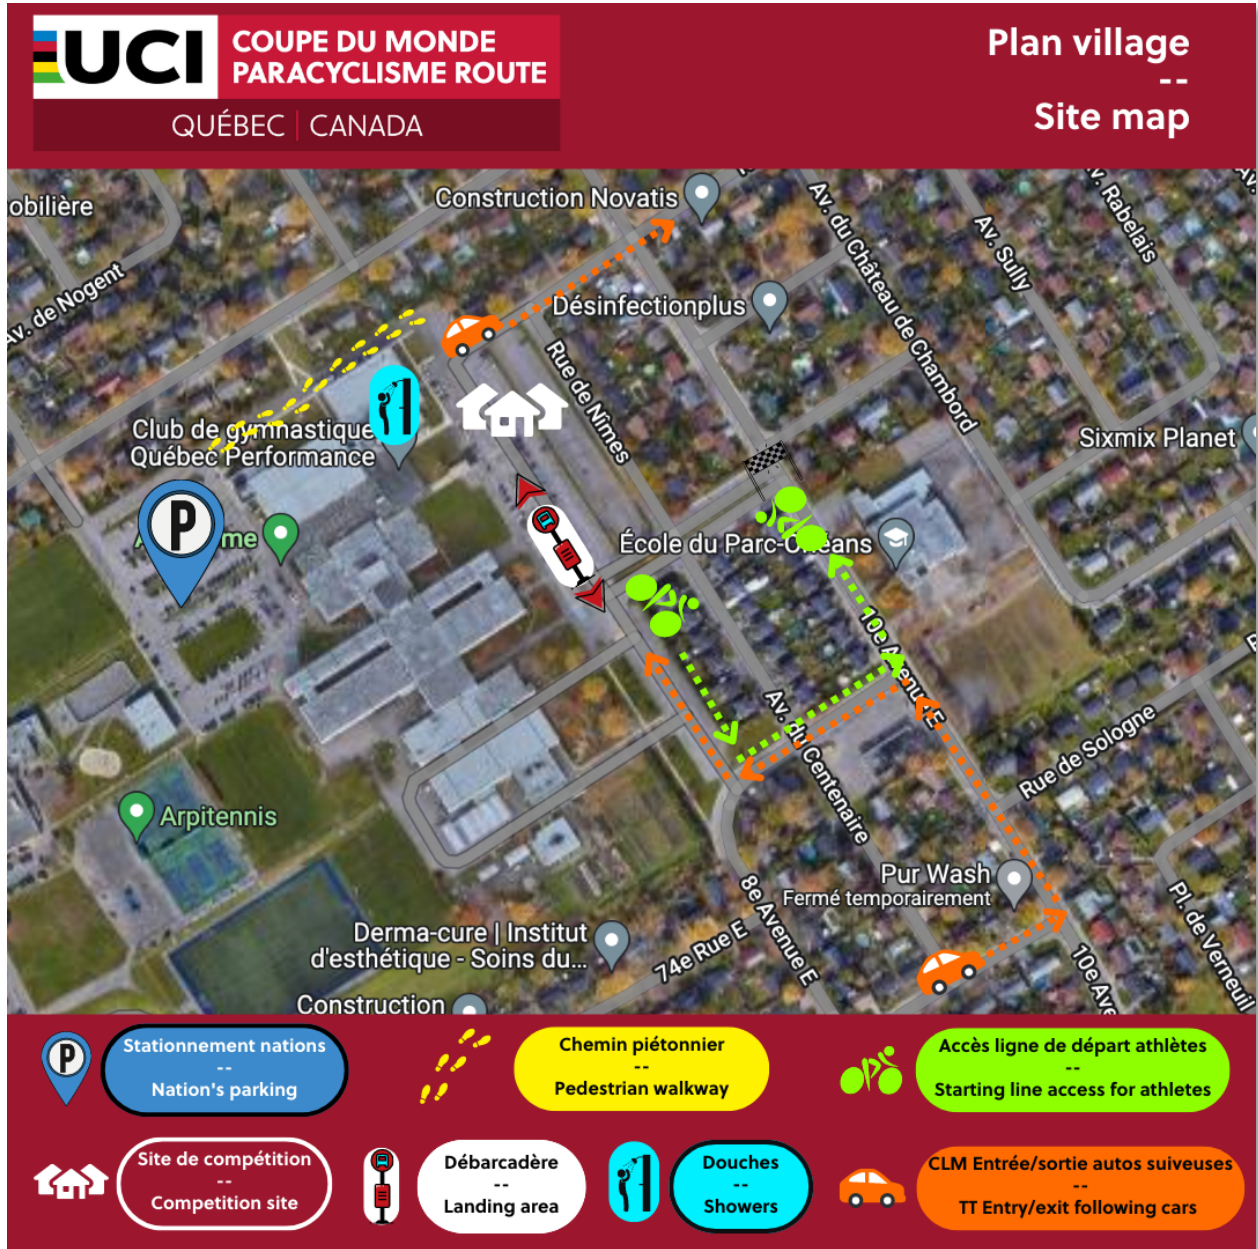 UCI
COUPE DU MONDE
PARACYCLISME ROUTE
QUÉBEC | CANADA
Plan village
--
Site map
obilière
Construction Novatis
Av. du Château de Chambord
Av. Sully
Av. Rabelais
Av. de Nogent
Désinfectionplus
Rue de Nîmes
Club de gymnastique
Québec Performance
Sixmix Planet
P
École du Parc-Orléans
10e Avenue E
Av. du Centenaire
Rue de Sologne
Arpitennis
Pur Wash
Fermé temporairement
8e Avenue E
Pl. de Verneuil
Derma-cure | Institut
d'esthétique - Soins du...
74e Rue E
10e Ave
Construction
P
Stationnement nations
--
Nation's parking
Chemin piétonnier
--
Pedestrian walkway
Accès ligne de départ athlètes
--
Starting line access for athletes
Site de compétition
--
Competition site
Débarcadère
--
Landing area
Douches
--
Showers
CLM Entrée/sortie autos suiveuses
--
TT Entry/exit following cars